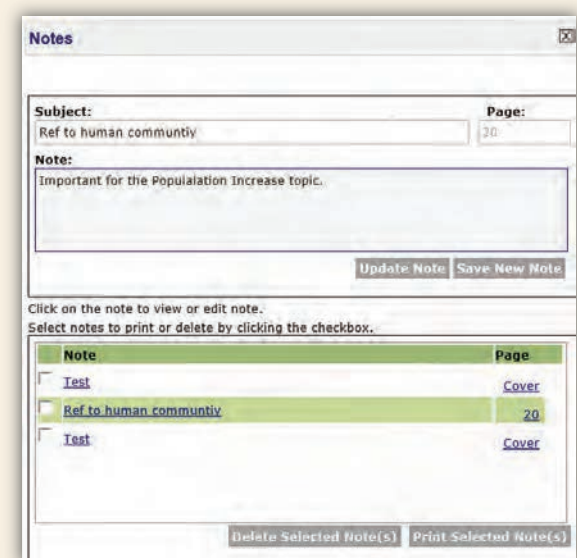 Notes
Subject: Page:
Ref to human communtiy 20
Note:
Important for the Populalation Increase topic.
Update Note Save New Note
Click on the note to view or edit note.
Select notes to print or delete by clicking the checkbox.
Note Page
Test Cover
Ref to human communtiy 20
Test Cover
Delete Selected Note(s) Print Selected Note(s)